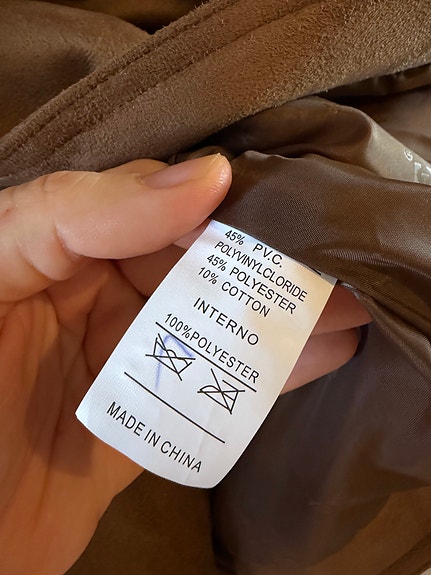 45% P.V.C.
POLYVINYLCLORIDE
45% POLYESTER
10% COTTON
INTERNO
100%POLYESTER
MADE IN CHINA